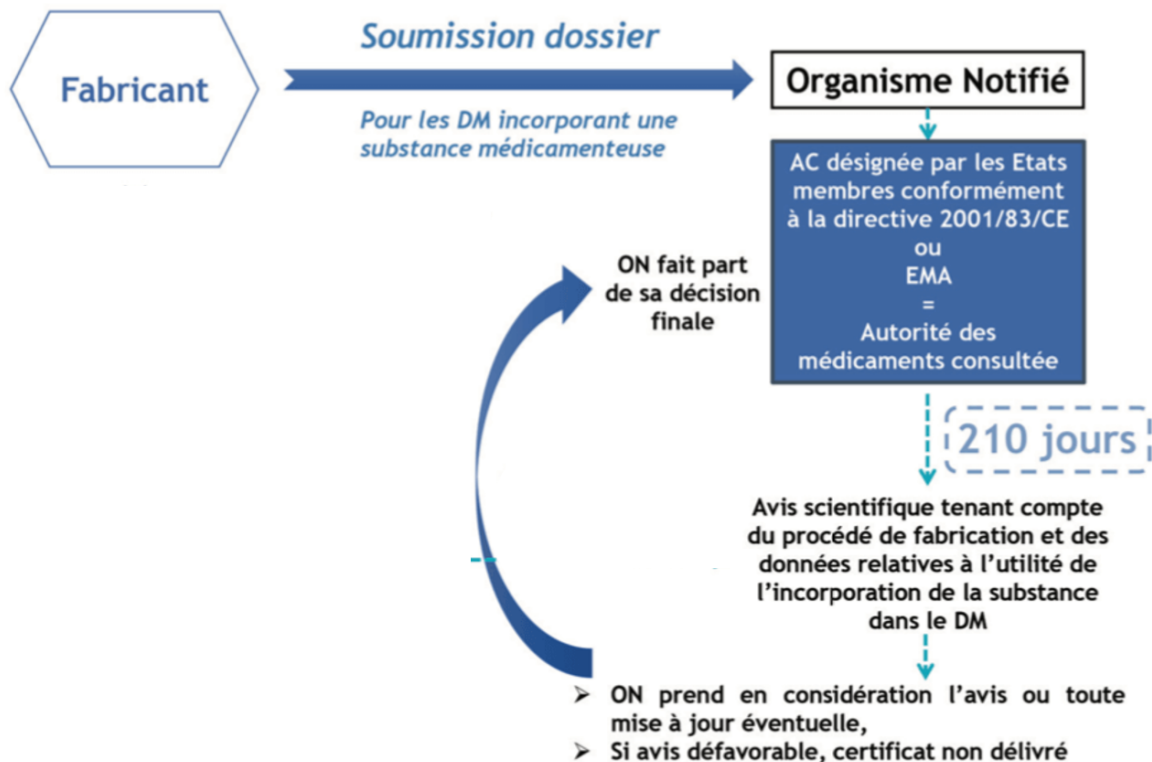 Fabricant
Soumission dossier
Pour les DM incorporant une
substance médicamenteuse
Organisme Notifié
AC désignée par les Etats
membres conformément
à la directive 2001/83/CE
ou
EMA
=
Autorité des
médicaments consultée
ON fait part
de sa décision
finale
210 jours
Avis scientifique tenant compte
du procédé de fabrication et des
données relatives à l’utilité de
l’incorporation de la substance
dans le DM
➢ ON prend en considération l’avis ou toute
mise à jour éventuelle,
➢ Si avis défavorable, certificat non délivré